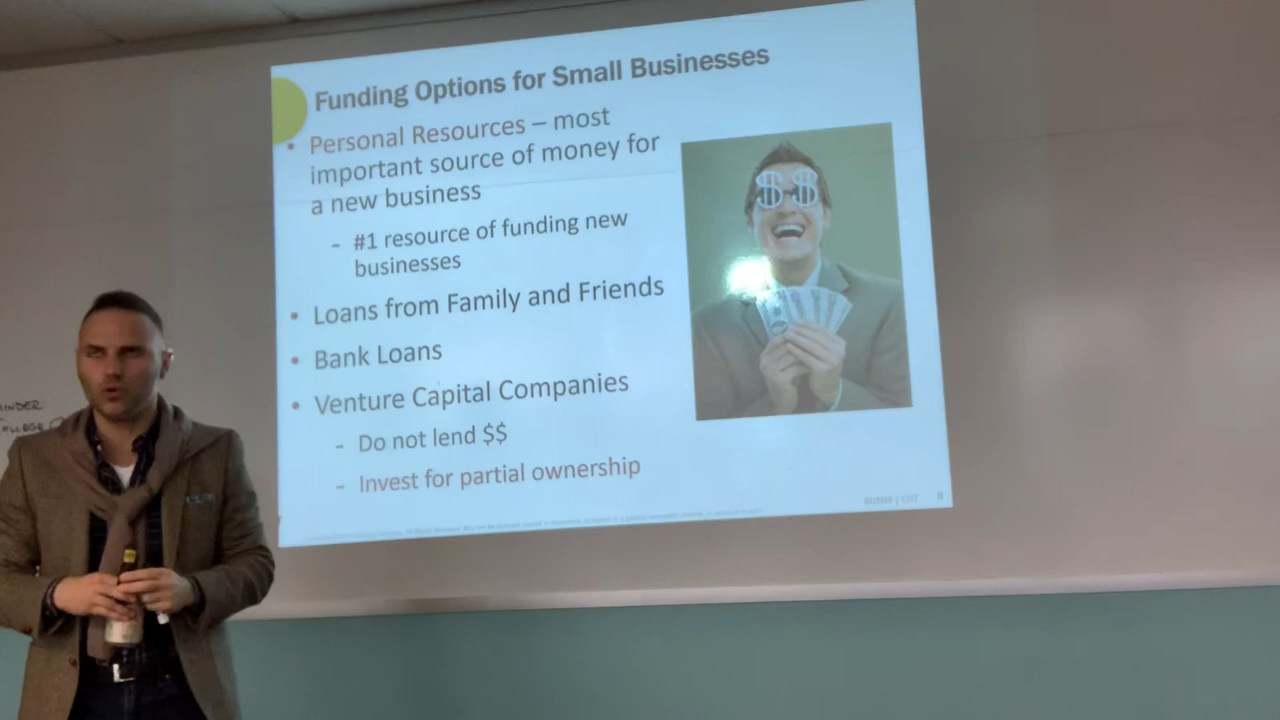 Funding Options for Small Businesses
• Personal Resources – most
important source of money for
a new business
- #1 resource of funding new
businesses
• Loans from Family and Friends
• Bank Loans
• Venture Capital Companies
- Do not lend $$
- Invest for partial ownership
8
$ $